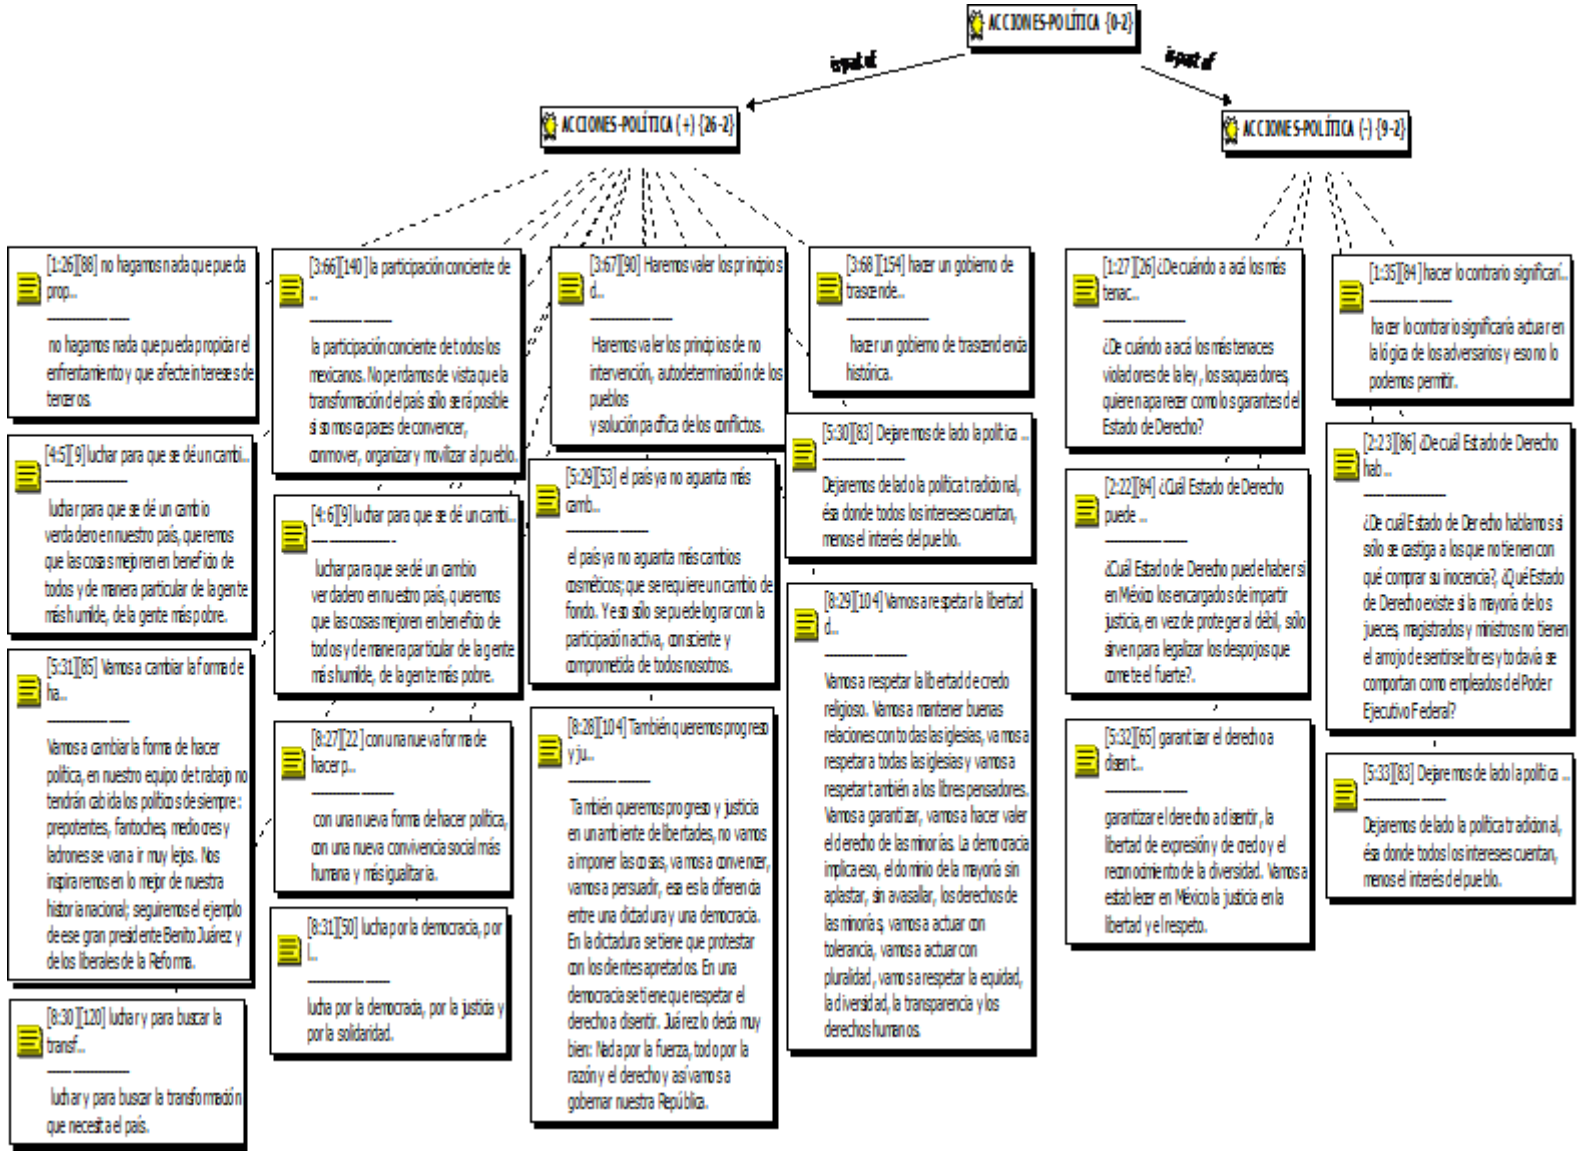 ACCIONES-POLÍTICA {0-2}
is part of
is part of
ACCIONES-POLÍTICA (+) {26-2}
ACCIONES-POLÍTICA (-) {9-2}
[1:26][88] no hagamos nada que pueda
prop...
no hagamos nada que pueda propiciar el
enfrentamiento y que afecte intereses de
terceros.
[4:5][9] luchar para que se dé un cambi...
luchar para que se dé un cambio
verdadero en nuestro país, queremos
que las cosas mejoren en beneficio de
todos y de manera particular de la gente
más humilde, de la gente más pobre.
[5:31][85] Vamos a cambiar la forma de
ha...
Vamos a cambiar la forma de hacer
política, en nuestro equipo de trabajo no
tendrán cabida los políticos de siempre:
prepotentes, fantoches, mediocres y
ladrones se van a ir muy lejos. Nos
inspiraremos en lo mejor de nuestra
historia nacional; seguiremos el ejemplo
de ese gran presidente Benito Juárez y
de los liberales de la Reforma.
[8:30][120] luchar y para buscar la
transf...
luchar y para buscar la transformación
que necesita el país.
[3:66][140] la participación conciente de
...
la participación conciente de todos los
mexicanos. No perdamos de vista que la
transformación del país sólo será posible
si somos capaces de convencer,
conmover, organizar y movilizar al pueblo.
[4:6][9] luchar para que se dé un cambi...
luchar para que se dé un cambio
verdadero en nuestro país, queremos
que las cosas mejoren en beneficio de
todos y de manera particular de la gente
más humilde, de la gente más pobre.
[8:27][22] con una nueva forma de
hacer p...
con una nueva forma de hacer política,
con una nueva convivencia social más
humana y más igualitaria.
[8:31][50] lucha por la democracia, por
l...
lucha por la democracia, por la justicia y
por la solidaridad.
[3:67][90] Haremos valer los principios
d...
Haremos valer los principios de no
intervención, autodeterminación de los
pueblos
y solución pacífica de los conflictos.
[5:29][53] el país ya no aguanta más
camb...
el país ya no aguanta más cambios
cosméticos; que se requiere un cambio de
fondo. Y eso sólo se puede lograr con la
participación activa, consciente y
comprometida de todos nosotros.
[8:28][104] También queremos progreso
y ju...
También queremos progreso y justicia
en un ambiente de libertades, no vamos
a imponer las cosas, vamos a convencer,
vamos a persuadir, esa es la diferencia
entre una dictadura y una democracia.
En la dictadura se tiene que protestar
con los dientes apretados. En una
democracia se tiene que respetar el
derecho a disentir. Juárez lo decía muy
bien: Nada por la fuerza, todo por la
razón y el derecho y así vamos a
gobernar nuestra República.
[3:68][154] hacer un gobierno de
trascende...
hacer un gobierno de trascendencia
histórica.
[5:30][83] Dejaremos de lado la política ...
Dejaremos de lado la política tradicional,
ésa donde todos los intereses cuentan,
menos el interés del pueblo.
[8:29][104] Vamos a respetar la libertad
d...
Vamos a respetar la libertad de credo
religioso. Vamos a mantener buenas
relaciones con todas las iglesias, vamos a
respetar a todas las iglesias y vamos a
respetar también a los libres pensadores.
Vamos a garantizar, vamos a hacer valer
el derecho de las minorías. La democracia
implica eso, el dominio de la mayoría sin
aplastar, sin avasallar, los derechos de
las minorías, vamos a actuar con
tolerancia, vamos a actuar con
pluralidad, vamos a respetar la equidad,
la diversidad, la transparencia y los
derechos humanos.
[1:27][26] ¿De cuándo a acá los más
tenac...
¿De cuándo a acá los más tenaces
violadores de la ley, los saqueadores,
quieren aparecer como los garantes del
Estado de Derecho?
[2:22][84] ¿Cuál Estado de Derecho
puede ...
¿Cuál Estado de Derecho puede haber si
en México los encargados de impartir
justicia, en vez de proteger al débil, sólo
sirven para legalizar los despojos que
comete el fuerte?.
[5:32][65] garantizar el derecho a
disent...
garantizar el derecho a disentir, la
libertad de expresión y de credo y el
reconocimiento de la diversidad. Vamos a
establecer en México la justicia en la
libertad y el respeto.
[1:35][84] hacer lo contrario significarí...
hacer lo contrario significaría actuar en
la lógica de los adversarios y eso no lo
podemos permitir.
[2:23][86] ¿De cuál Estado de Derecho
hab...
¿De cuál Estado de Derecho hablamos si
sólo se castiga a los que no tienen con
qué comprar su inocencia?, ¿Qué Estado
de Derecho existe si la mayoría de los
jueces, magistrados y ministros no tienen
el arrojo de sentirse libres y todavía se
comportan como empleados del Poder
Ejecutivo Federal?
[5:33][83] Dejaremos de lado la política ...
Dejaremos de lado la política tradicional,
ésa donde todos los intereses cuentan,
menos el interés del pueblo.